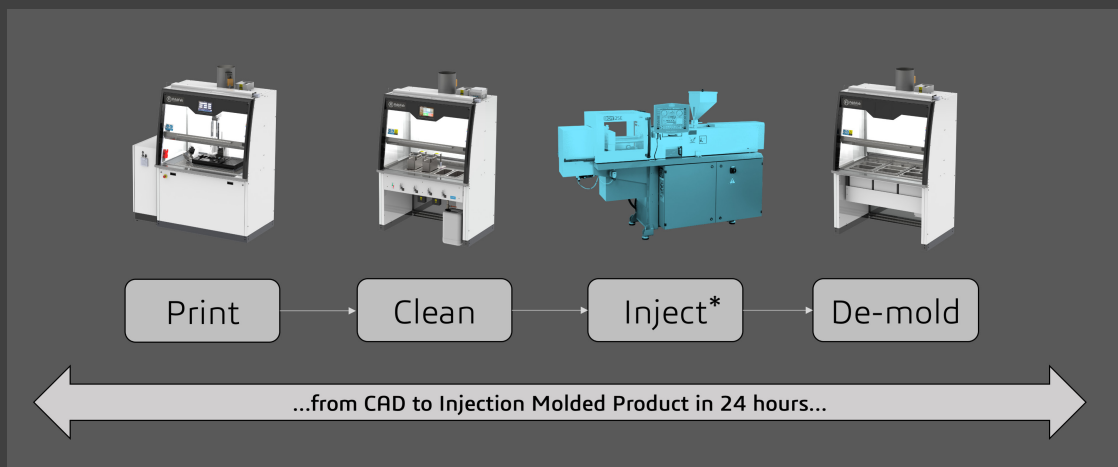 Print
Clean
Inject*
De-mold
...from CAD to Injection Molded Product in 24 hours...